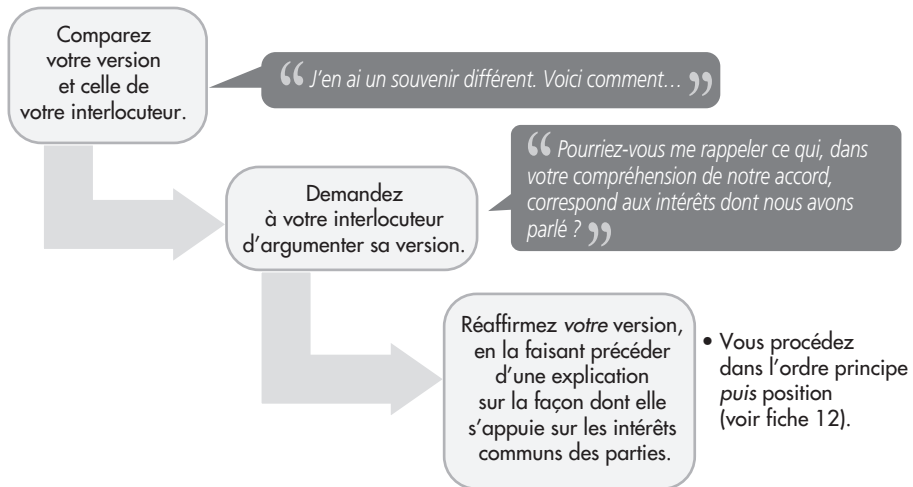 Comparez
votre version
et celle de
votre interlocuteur.
“ J’en ai un souvenir différent. Voici comment… ”
Demandez
à votre interlocuteur
d’argumenter sa version.
“ Pourriez-vous me rappeler ce qui, dans
votre compréhension de notre accord,
correspond aux intérêts dont nous avons
parlé ? ”
Réaffirmez votre version,
en la faisant précéder
d’une explication
sur la façon dont elle
s’appuie sur les intérêts
communs des parties.
• Vous procédez
dans l’ordre principe
puis position
(voir fiche 12).